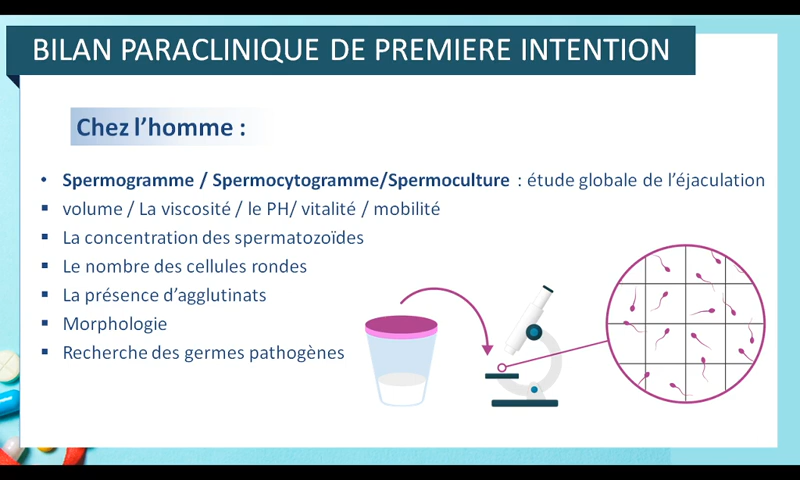 BILAN PARACLINIQUE DE PREMIERE INTENTION
Chez l’homme :
• Spermogramme / Spermocytogramme/Spermoculture : étude globale de l’éjaculation
▪ volume / La viscosité / le PH/ vitalité / mobilité
▪ La concentration des spermatozoïdes
▪ Le nombre des cellules rondes
▪ La présence d’agglutinats
▪ Morphologie
▪ Recherche des germes pathogènes